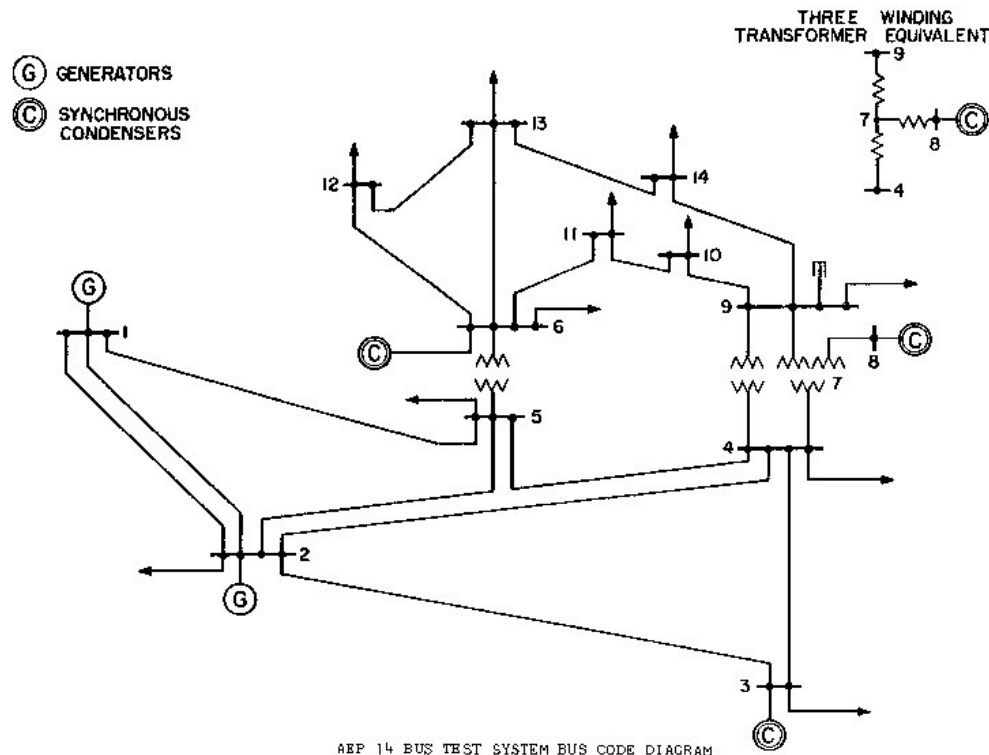 THREE WINDING
TRANSFORMER EQUIVALENT
9
7
C
8
4
G GENERATORS
C SYNCHRONOUS
CONDENSERS
13
12
14
11
10
G
1
6
9
C
8
C
7
5
4
2
G
3
C
AEP 14 BUS TEST SYSTEM BUS CODE DIAGRAM